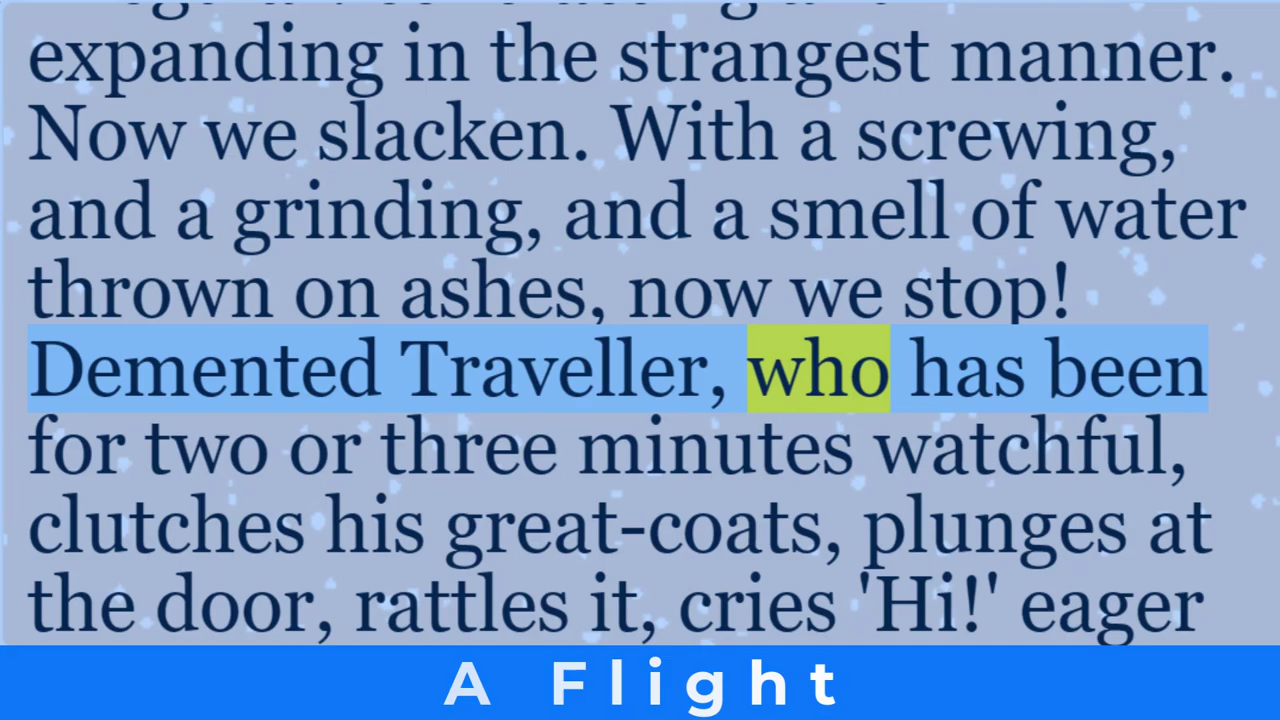 expanding in the strangest manner.
Now we slacken. With a screwing,
and a grinding, and a smell of water
thrown on ashes, now we stop!
Demented Traveller, who has been
for two or three minutes watchful,
clutches his great-coats, plunges at
the door, rattles it, cries 'Hi!' eager
A Flight